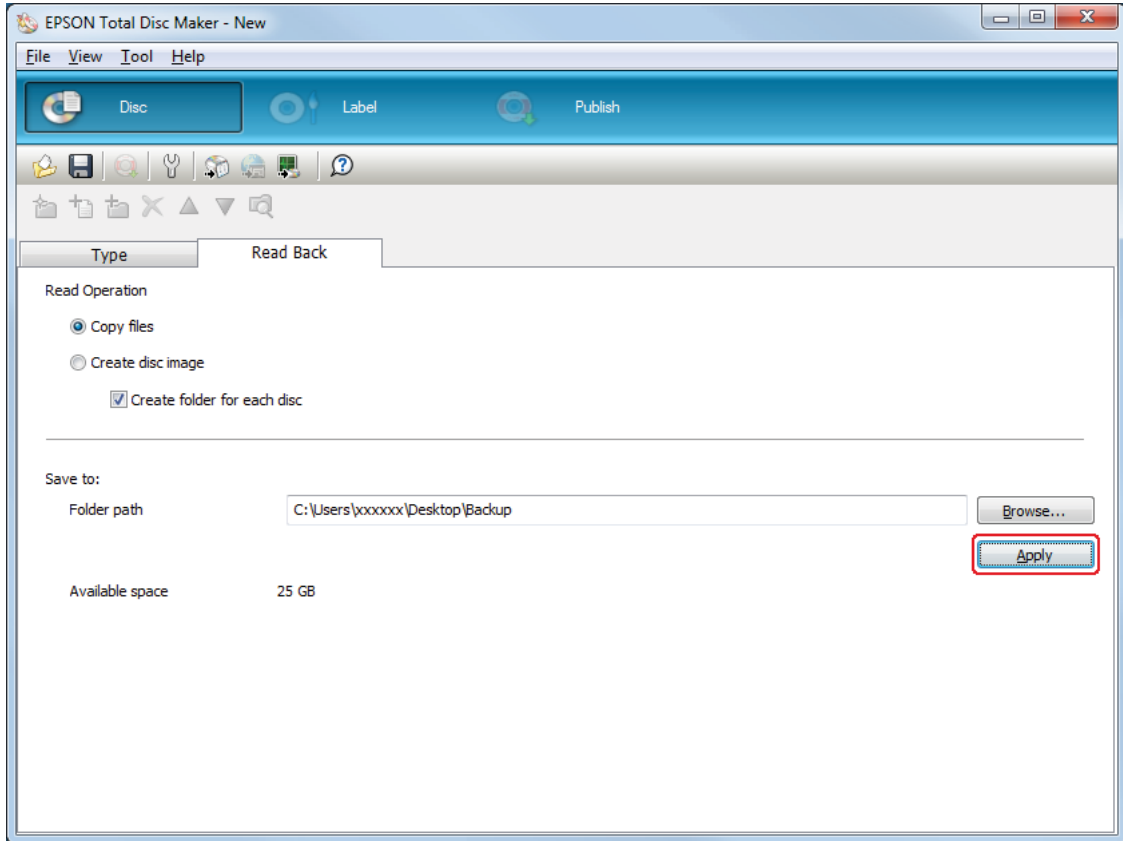 EPSON Total Disc Maker - New
File View Tool Help
Disc Label Publish
Type Read Back
Read Operation
Copy files
Create disc image
Create folder for each disc
Save to:
Folder path C:\Users\xxxxxx\Desktop\Backup Browse...
Apply
Available space 25 GB